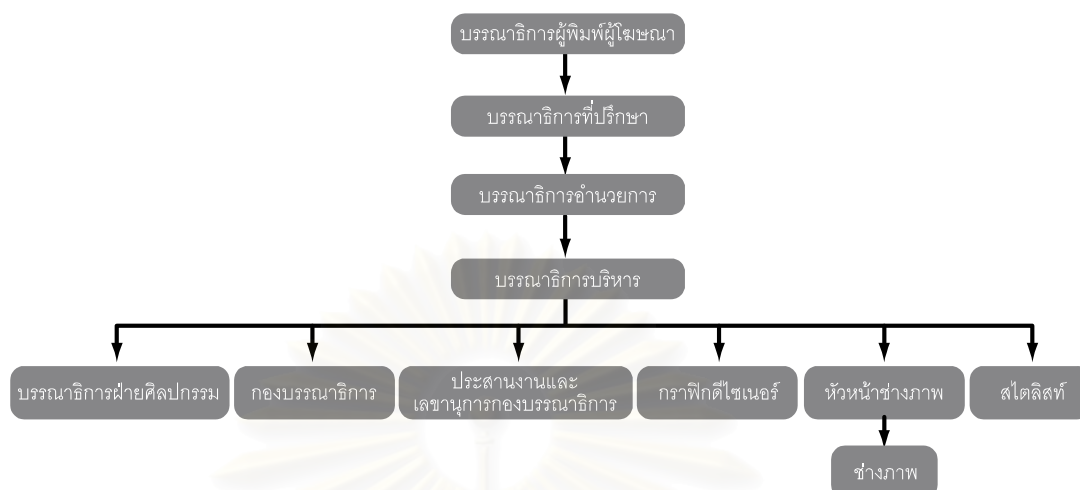 บรรณาธิการผู้พิมพ์ผู้โฆษณา
บรรณาธิการที่ปรึกษา
บรรณาธิการอำนวยการ
บรรณาธิการบริหาร
บรรณาธิการฝ่ายศิลปกรรม
กองบรรณาธิการ
ประสานงานและ
เลขานุการกองบรรณาธิการ
กราฟิกดีไซเนอร์
หัวหน้าช่างภาพ
สไตลิสท์
ช่างภาพ